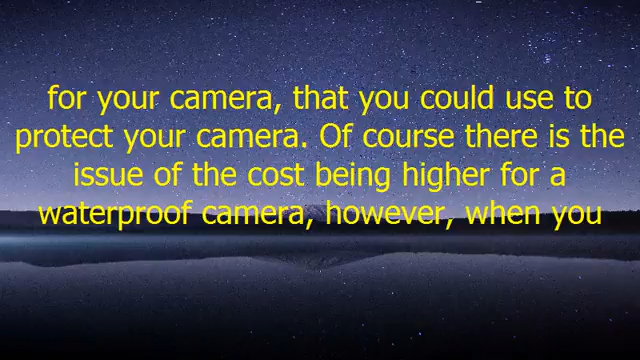 for your camera, that you could use to
protect your camera. Of course there is the
issue of the cost being higher for a
waterproof camera, however, when you